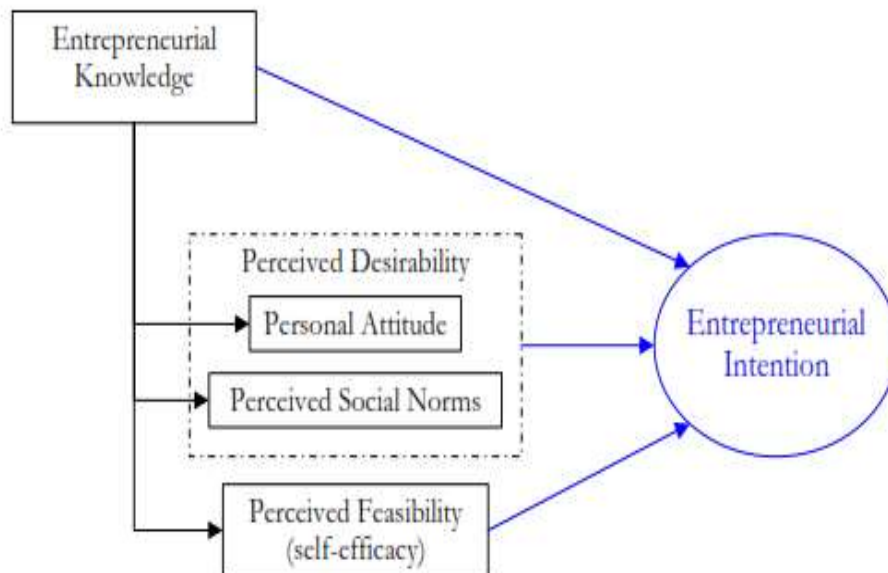 Entrepreneurial
Knowledge
Perceived Desirability
Personal Attitude
Perceived Social Norms
Perceived Feasibility
(self-efficacy)
Entrepreneurial
Intention